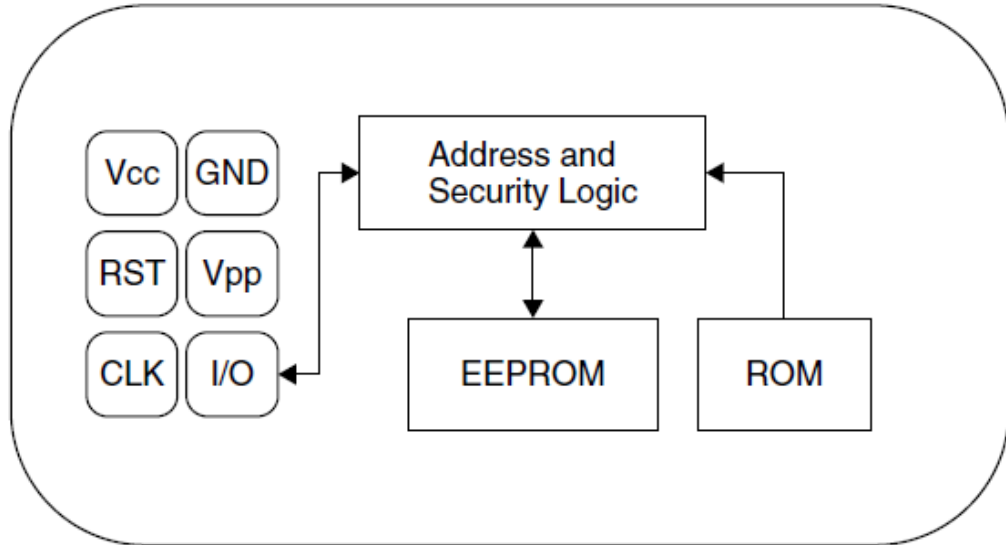 Vcc GND
RST Vpp
CLK I/O
Address and
Security Logic
EEPROM
ROM